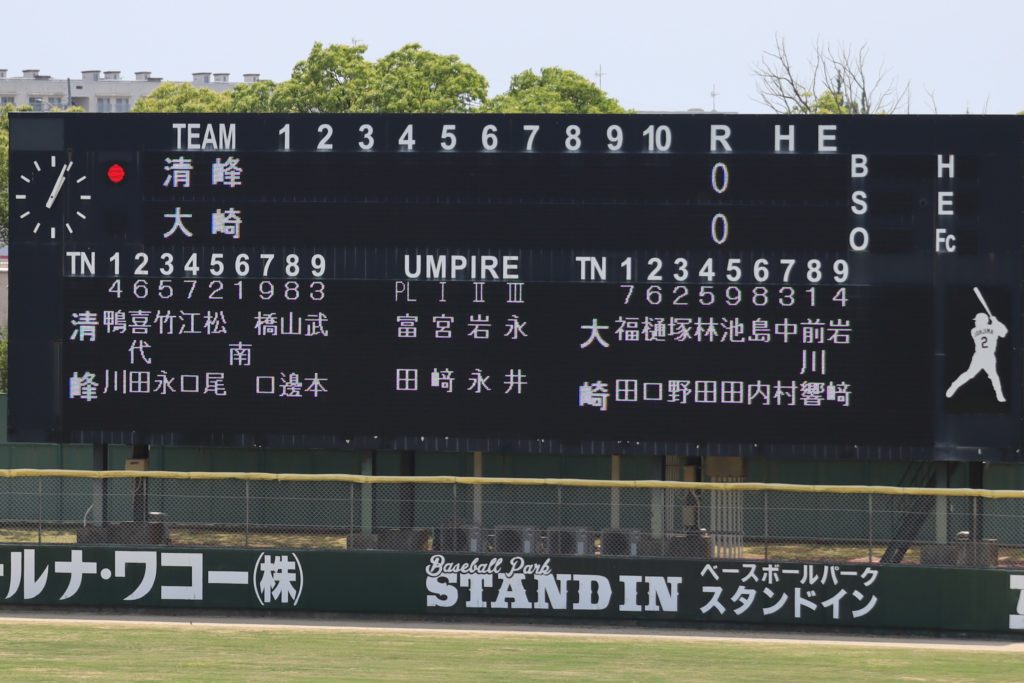 TEAM 1 2 3 4 5 6 7 8 9 10 R H E
清峰 0
大崎 0
B H
S E
O Fc
TN 1 2 3 4 5 6 7 8 9
4 6 5 7 2 1 9 8 3
清峰
鴨川
喜代田
竹永
江口
松尾
南
橋口
山邊
武本
UMPIRE
PL I II III
富田
宮﨑
岩永
永井
TN 1 2 3 4 5 6 7 8 9
7 6 2 5 9 8 3 1 4
大崎
福田
樋口
塚野
林田
池田
島内
中村
前川響
岩﨑
2
ールナ・ワコー(株)
Baseball Park
STAND IN
ベースボールパーク
スタンドイン